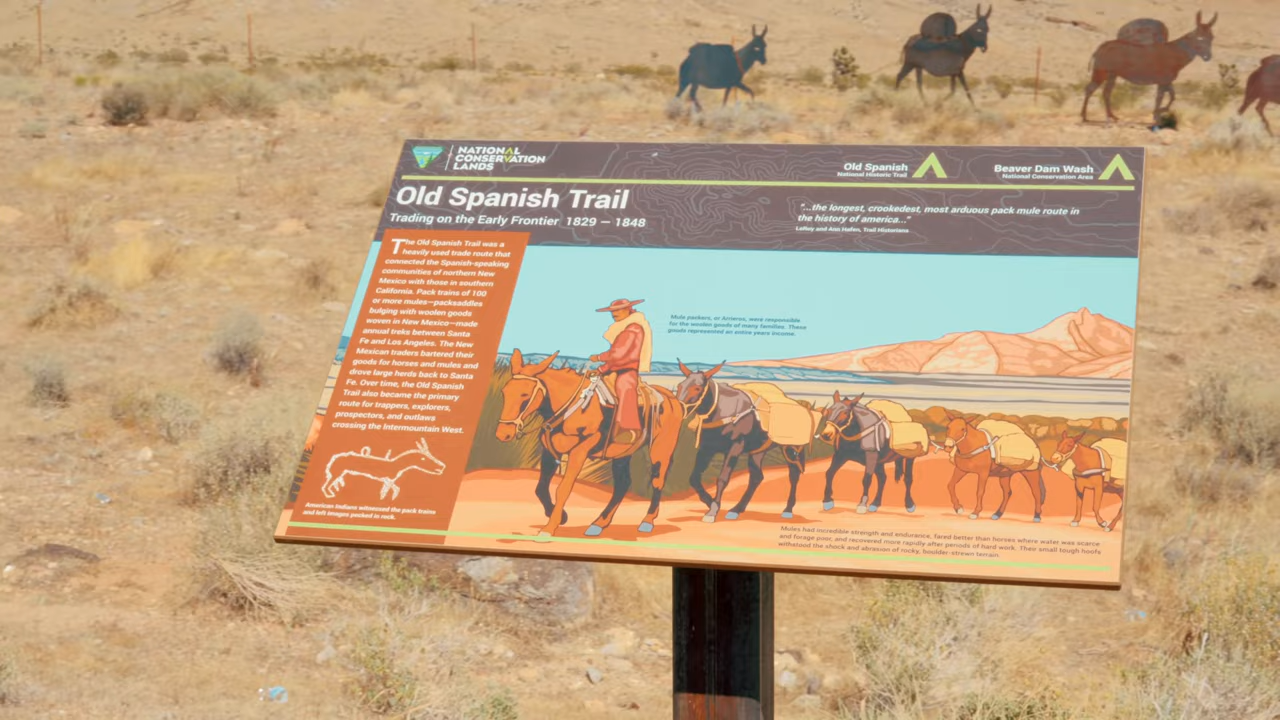 NATIONAL
CONSERVATION
LANDS
Old Spanish
National Historic Trail
Beaver Dam Wash
National Conservation Area
Old Spanish Trail
Trading on the Early Frontier 1829 – 1848
"...the longest, crookedest, most arduous pack mule route in
the history of america..."
LeRoy and Ann Hafen, Trail Historians
The Old Spanish Trail was a
heavily used trade route that
connected the Spanish-speaking
communities of northern New
Mexico with those in southern
California. Pack trains of 100
or more mules—packsaddles
bulging with woolen goods
woven in New Mexico—made
annual treks between Santa
Fe and Los Angeles. The New
Mexican traders bartered their
goods for horses and mules and
drove large herds back to Santa
Fe. Over time, the Old Spanish
Trail also became the primary
route for trappers, explorers,
prospectors, and outlaws
crossing the Intermountain West.
American Indians witnessed the pack trains
and left images pecked in rock.
Mule packers, or Arrieros, were responsible
for the woolen goods of many families. These
goods represented an entire years income.
Mules had incredible strength and endurance, fared better than horses where water was scarce
and forage poor, and recovered more rapidly after periods of hard work. Their small tough hoofs
withstood the shock and abrasion of rocky, boulder-strewn terrain.